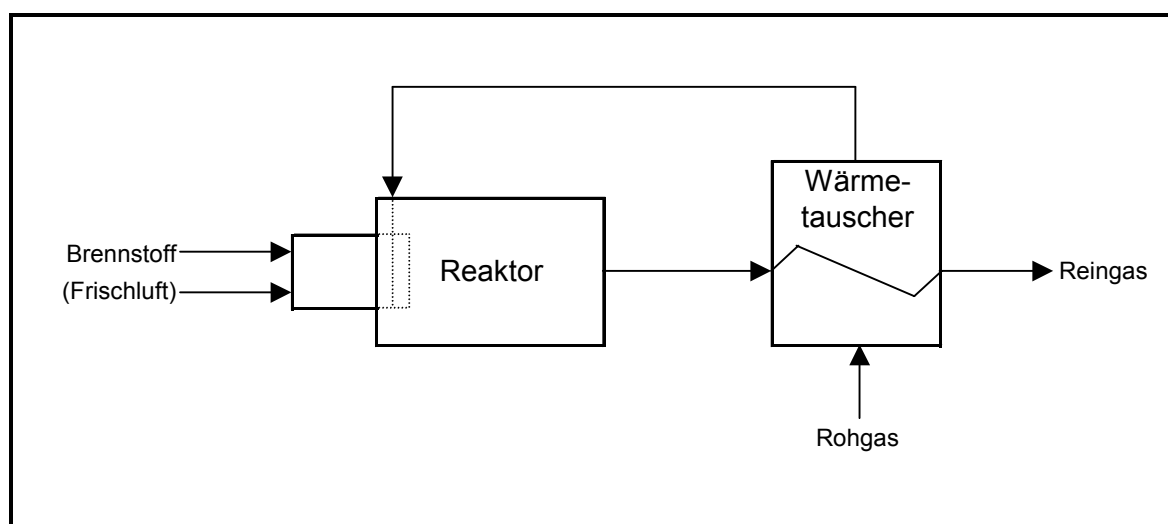 Wärme-
tauscher
Brennstoff
(Frischluft)
Reaktor
Reingas
Rohgas